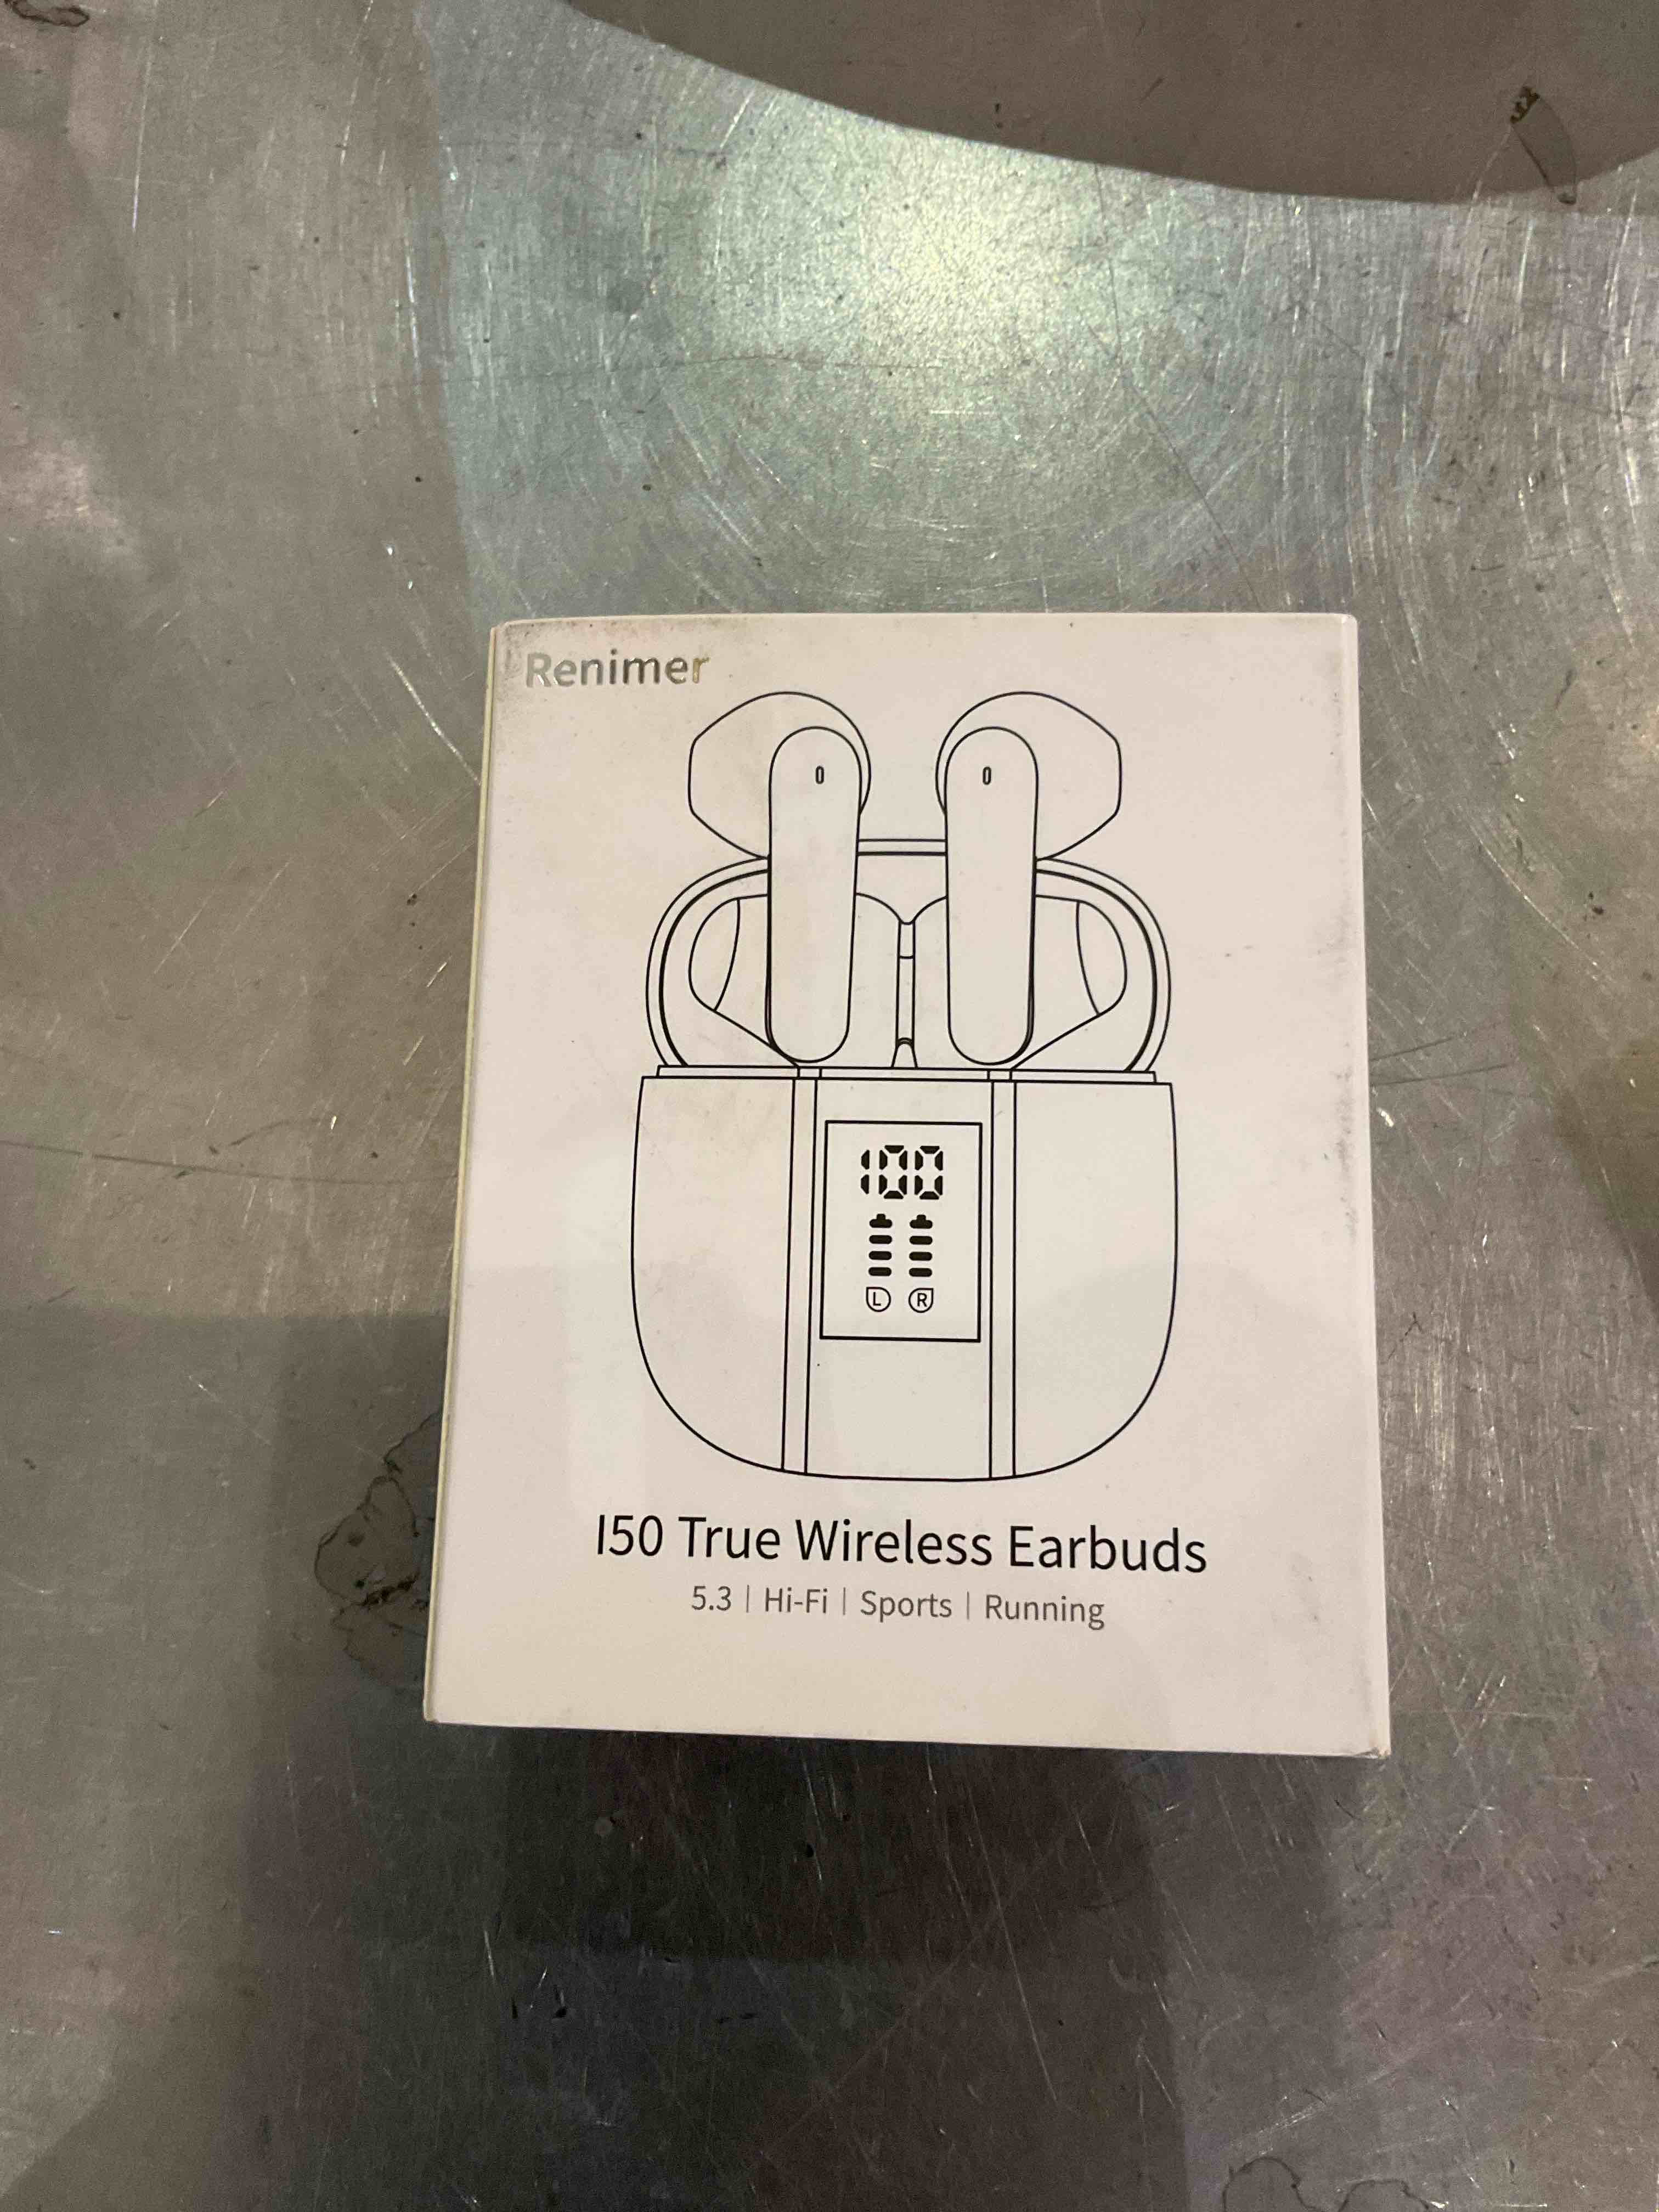 Renimer
100
L R
I50 True Wireless Earbuds
5.3 | Hi-Fi | Sports | Running